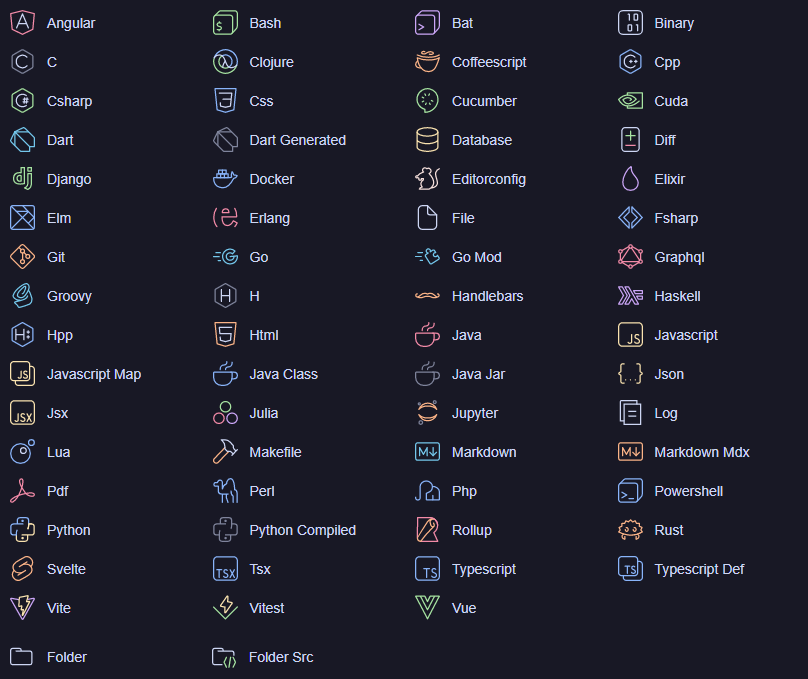 Angular Bash Bat Binary
C Clojure Coffeescript Cpp
Csharp Css Cucumber Cuda
Dart Dart Generated Database Diff
Django Docker Editorconfig Elixir
Elm Erlang File Fsharp
Git Go Go Mod Graphql
Groovy H Handlebars Haskell
Hpp Html Java Javascript
Javascript Map Java Class Java Jar Json
Jsx Julia Jupyter Log
Lua Makefile Markdown Markdown Mdx
Pdf Perl Php Powershell
Python Python Compiled Rollup Rust
Svelte Tsx Typescript Typescript Def
Vite Vitest Vue
Folder Folder Src